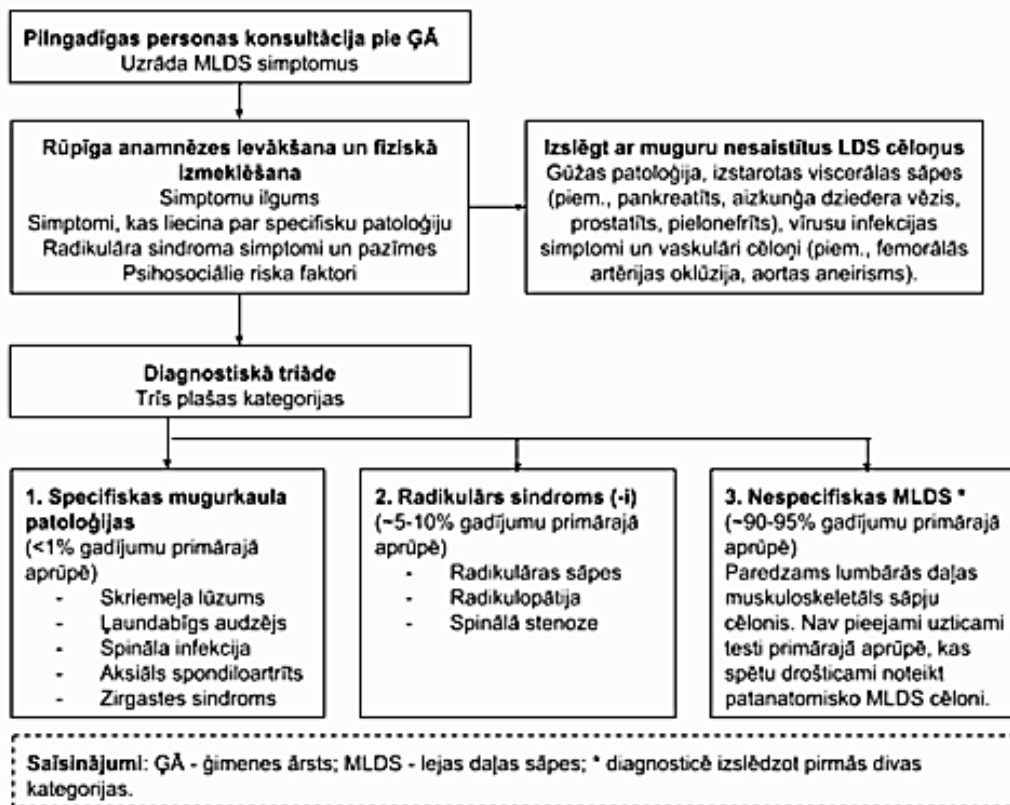 Pilngadīgas personas konsultācija pie ĢĀ
Uzrāda MLDS simptomus
Rūpīga anamnēzes ievākšana un fiziskā
izmeklēšana
Simptomu ilgums
Simptomi, kas liecina par specifisku patoloģiju
Radikulāra sindroma simptomi un pazīmes
Psihosociālie riska faktori
Izslēgt ar muguru nesaistītus LDS cēloņus
Gūžas patoloģija, izstarotas viscerālas sāpes
(piem., pankreatīts, aizkunģa dziedera vēzis,
prostatīts, pielonefrīts), vīrusu infekcijas
simptomi un vaskulāri cēloņi (piem., femorālās
artērijas oklūzija, aortas aneirisms).
Diagnostiskā triāde
Trīs plašas kategorijas
1. Specifiskas mugurkaula
patoloģijas
(<1% gadījumu primārajā
aprūpē)
- Skriemeļa lūzums
- Ļaundabīgs audzējs
- Spināla infekcija
- Aksiāls spondiloartrīts
- Zirgastes sindroms
2. Radikulārs sindroms (-i)
(~5-10% gadījumu primārajā
aprūpē)
- Radikulāras sāpes
- Radikulopātija
- Spinālā stenoze
3. Nespecifiskas MLDS *
(~90-95% gadījumu primārajā
aprūpē)
Paredzams lumbārās daļas
muskuloskeletāls sāpju
cēlonis. Nav pieejami uzticami
testi primārajā aprūpē, kas
spētu drošticami noteikt
patanatomisko MLDS cēloni.
Saīsinājumi: ĢĀ - ģimenes ārsts; MLDS - lejas daļas sāpes; * diagnosticē izslēdzot pirmās divas
kategorijas.